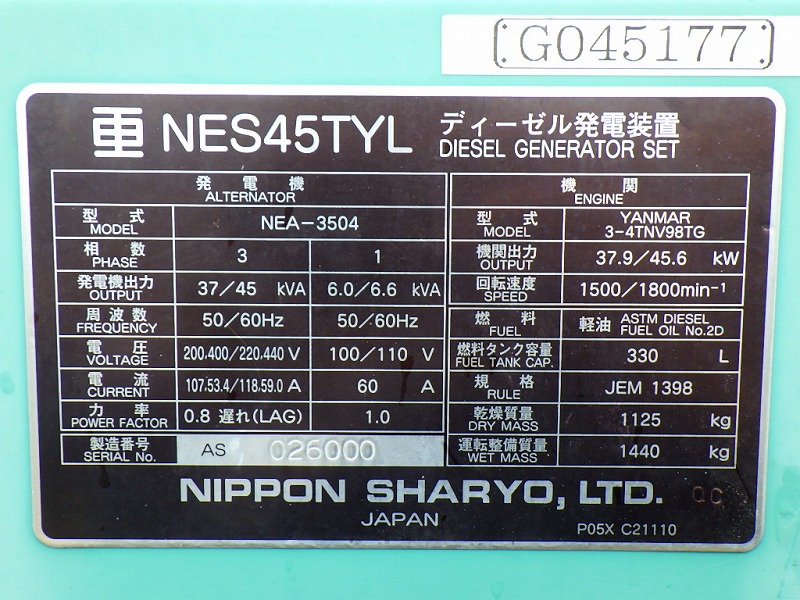 [G045177]
NES45TYL ディーゼル発電装置
DIESEL GENERATOR SET
発電機
ALTERNATOR
型式
MODEL
NEA-3504
相数
PHASE
3
1
発電機出力
OUTPUT
37/45 kVA
6.0/6.6 kVA
周波数
FREQUENCY
50/60Hz
50/60Hz
電圧
VOLTAGE
200.400/220.440 V
100/110 V
電流
CURRENT
107.53.4/118.59.0 A
60 A
力率
POWER FACTOR
0.8 遅れ(LAG)
1.0
製造番号
SERIAL No.
AS 026000
機関
ENGINE
型式
MODEL
YANMAR
3-4TNV98TG
機関出力
OUTPUT
37.9/45.6 kW
回転速度
SPEED
1500/1800min-1
燃料
FUEL
軽油 ASTM DIESEL
FUEL OIL No.2D
燃料タンク容量
FUEL TANK CAP.
330 L
規格
RULE
JEM 1398
乾燥質量
DRY MASS
1125 kg
運転整備質量
WET MASS
1440 kg
NIPPON SHARYO, LTD. QC
JAPAN
P05X C21110